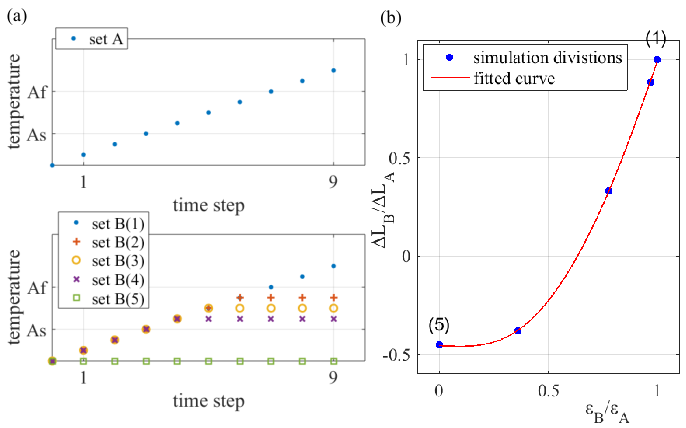 (a)
set A
temperature
Af
As
1
9
time step
set B(1)
set B(2)
set B(3)
set B(4)
set B(5)
temperature
Af
As
1
9
time step
(b)
(1)
simulation divistions
fitted curve
1
0.5
0
-0.5
ΔL_B/ΔL_A
(5)
0
0.5
1
ε_B/ε_A